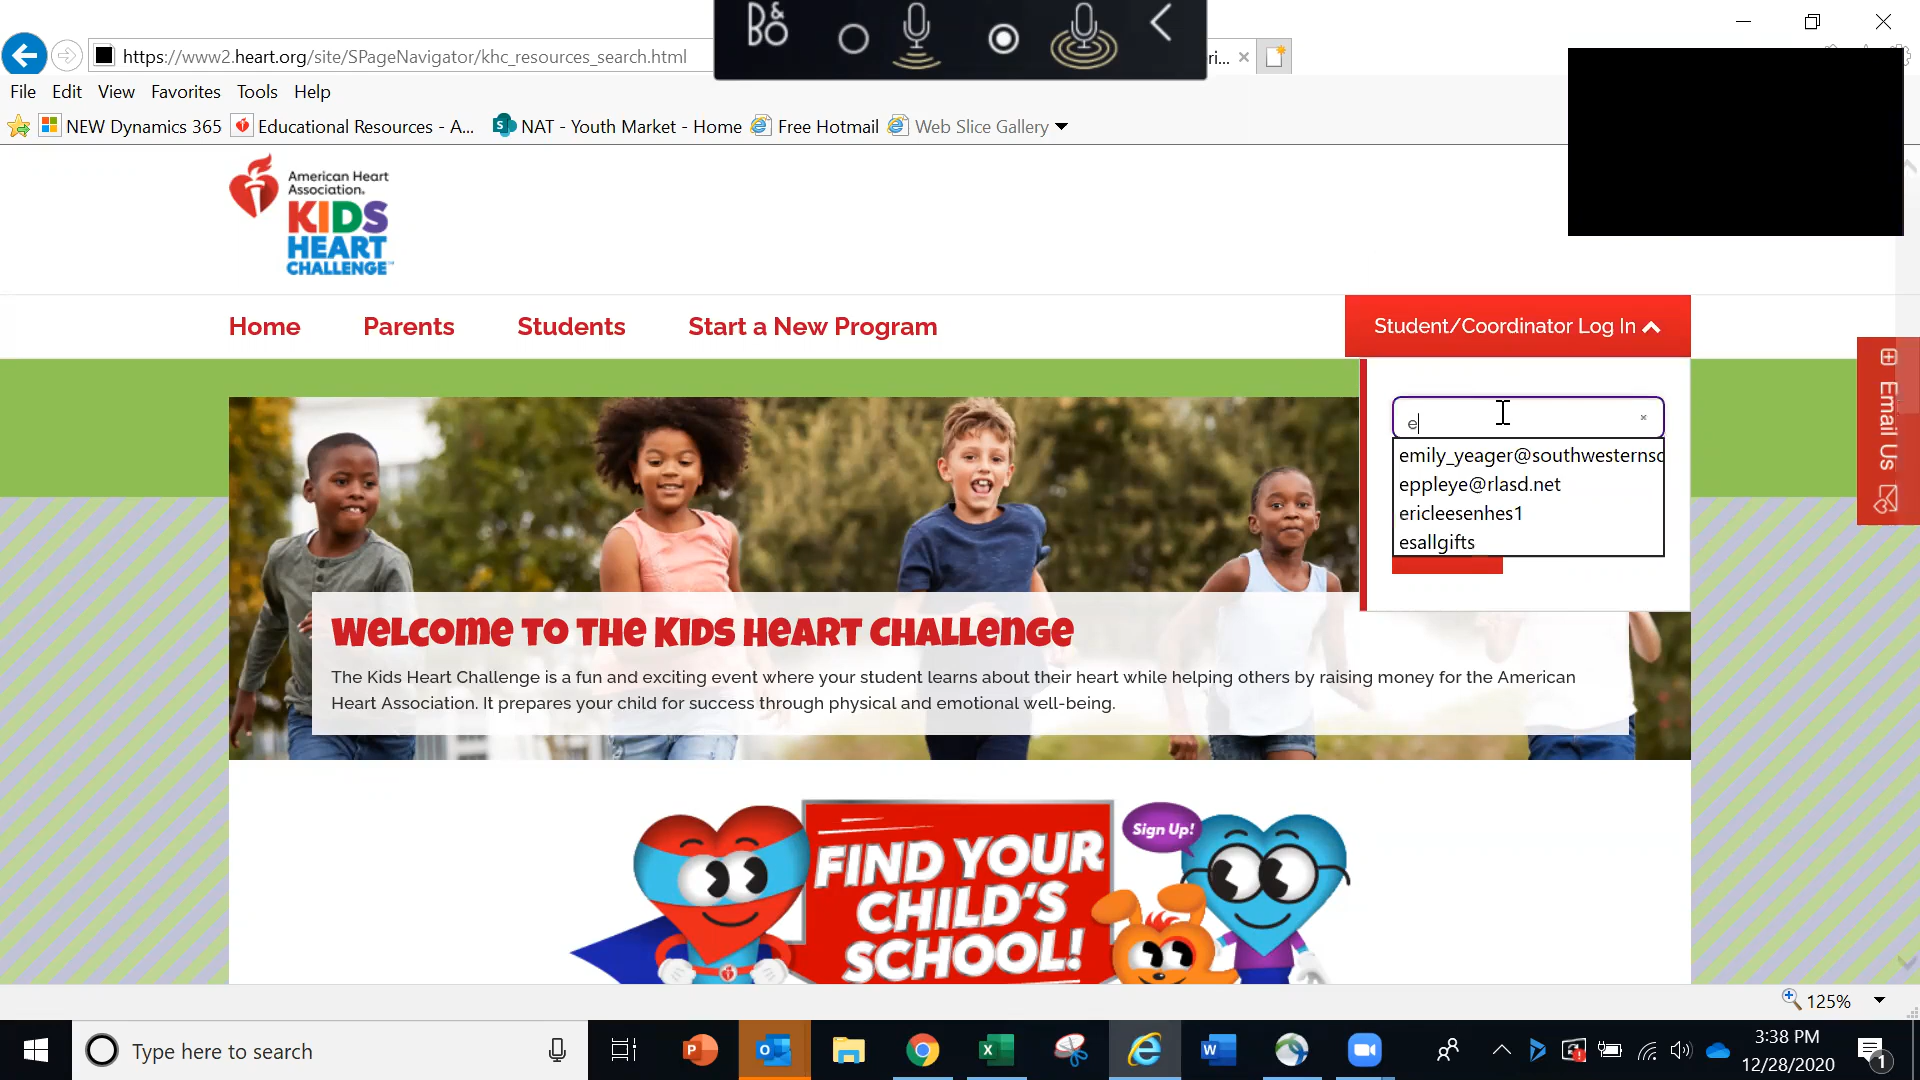 B&O
https://www2.heart.org/site/SPageNavigator/khc_resources_search.html
ri...
File Edit View Favorites Tools Help
NEW Dynamics 365 Educational Resources - A... NAT - Youth Market - Home Free Hotmail Web Slice Gallery
American Heart
Association.
KIDS
HEART
CHALLENGE™
Home Parents Students Start a New Program
Student/Coordinator Log In
Email Us
e
emily_yeager@southwesternsc
eppleye@rlasd.net
ericleesenhes1
esallgifts
Welcome to the Kids Heart Challenge
The Kids Heart Challenge is a fun and exciting event where your student learns about their heart while helping others by raising money for the American
Heart Association. It prepares your child for success through physical and emotional well-being.
FIND YOUR
CHILD'S
SCHOOL!
Sign Up!
125%
Type here to search
3:38 PM
12/28/2020
1